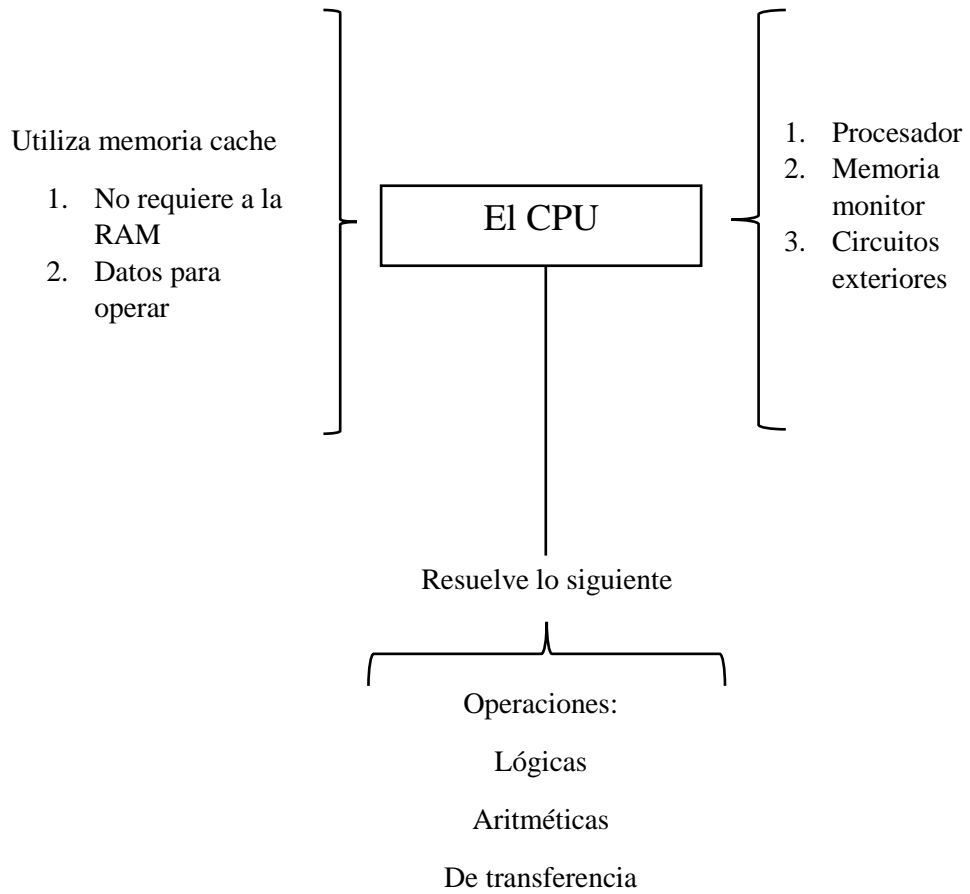 Utiliza memoria cache
1. No requiere a la
RAM
2. Datos para
operar
El CPU
1. Procesador
2. Memoria
monitor
3. Circuitos
exteriores
Resuelve lo siguiente
Operaciones:
Lógicas
Aritméticas
De transferencia